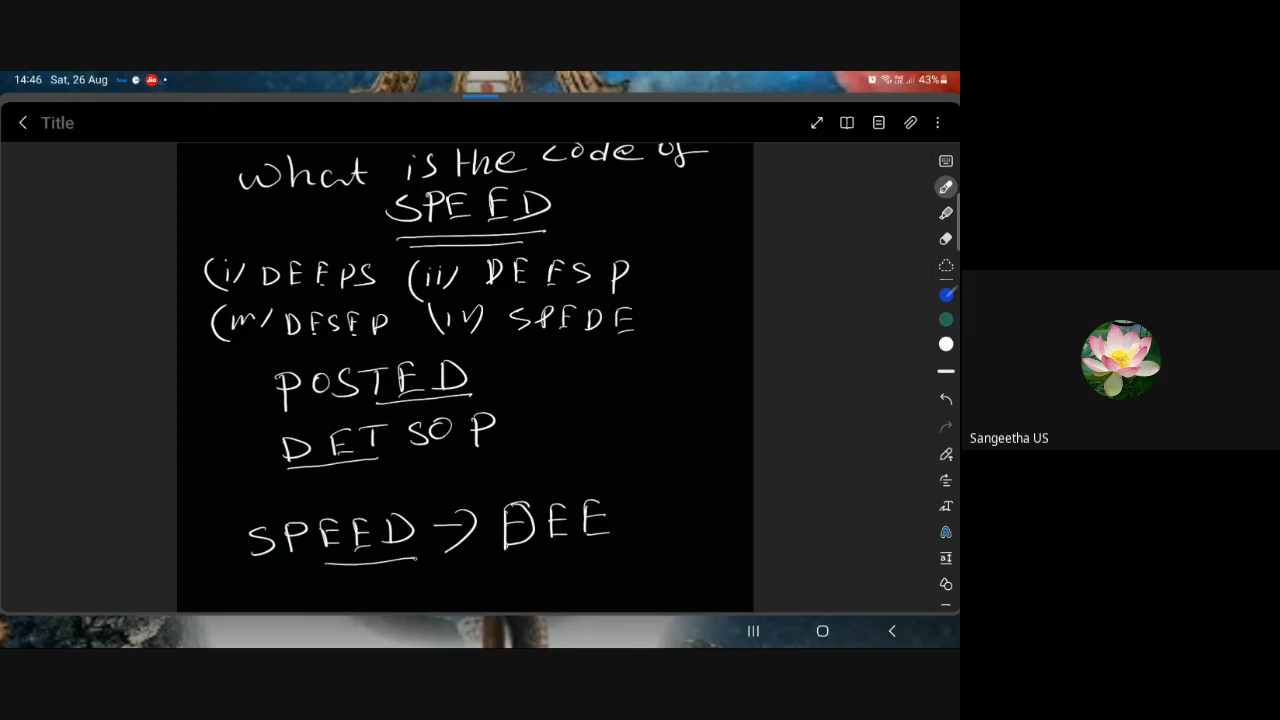 14:46 Sat, 26 Aug
43%
Title
What is the code of
SPEED
(i) DEEPS (ii) DEESP
(iii) DESEP (iv) SPEDE
POSTED
DETSOP
SPEED → DEE
Sangeetha US